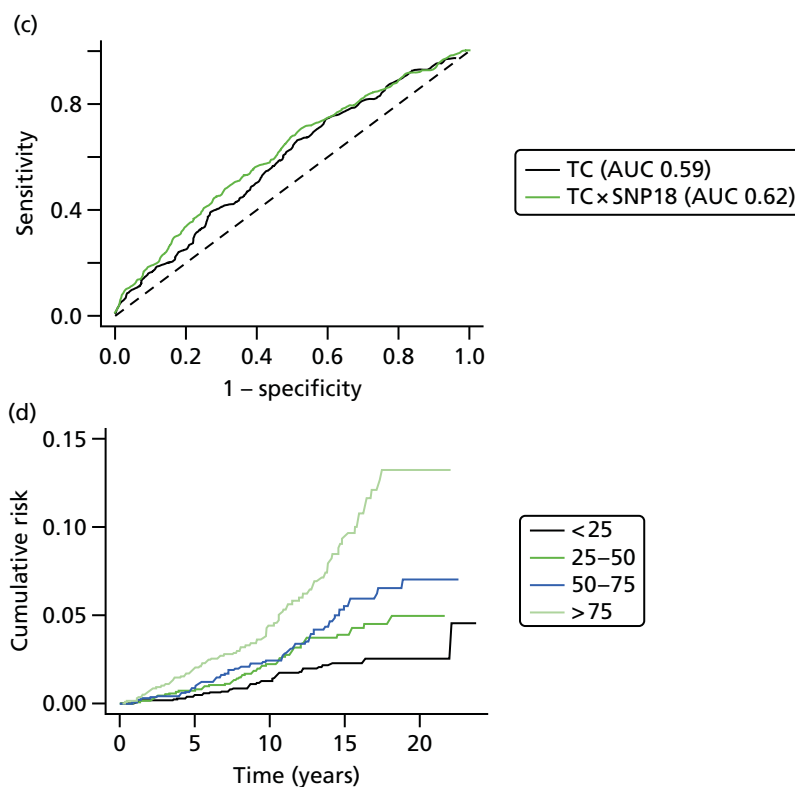 (c)
Sensitivity
0.8
0.4
0.0
0.0 0.2 0.4 0.6 0.8 1.0
1 – specificity
TC (AUC 0.59)
TC × SNP18 (AUC 0.62)
(d)
Cumulative risk
0.15
0.10
0.05
0.00
0 5 10 15 20
Time (years)
<25
25–50
50–75
>75